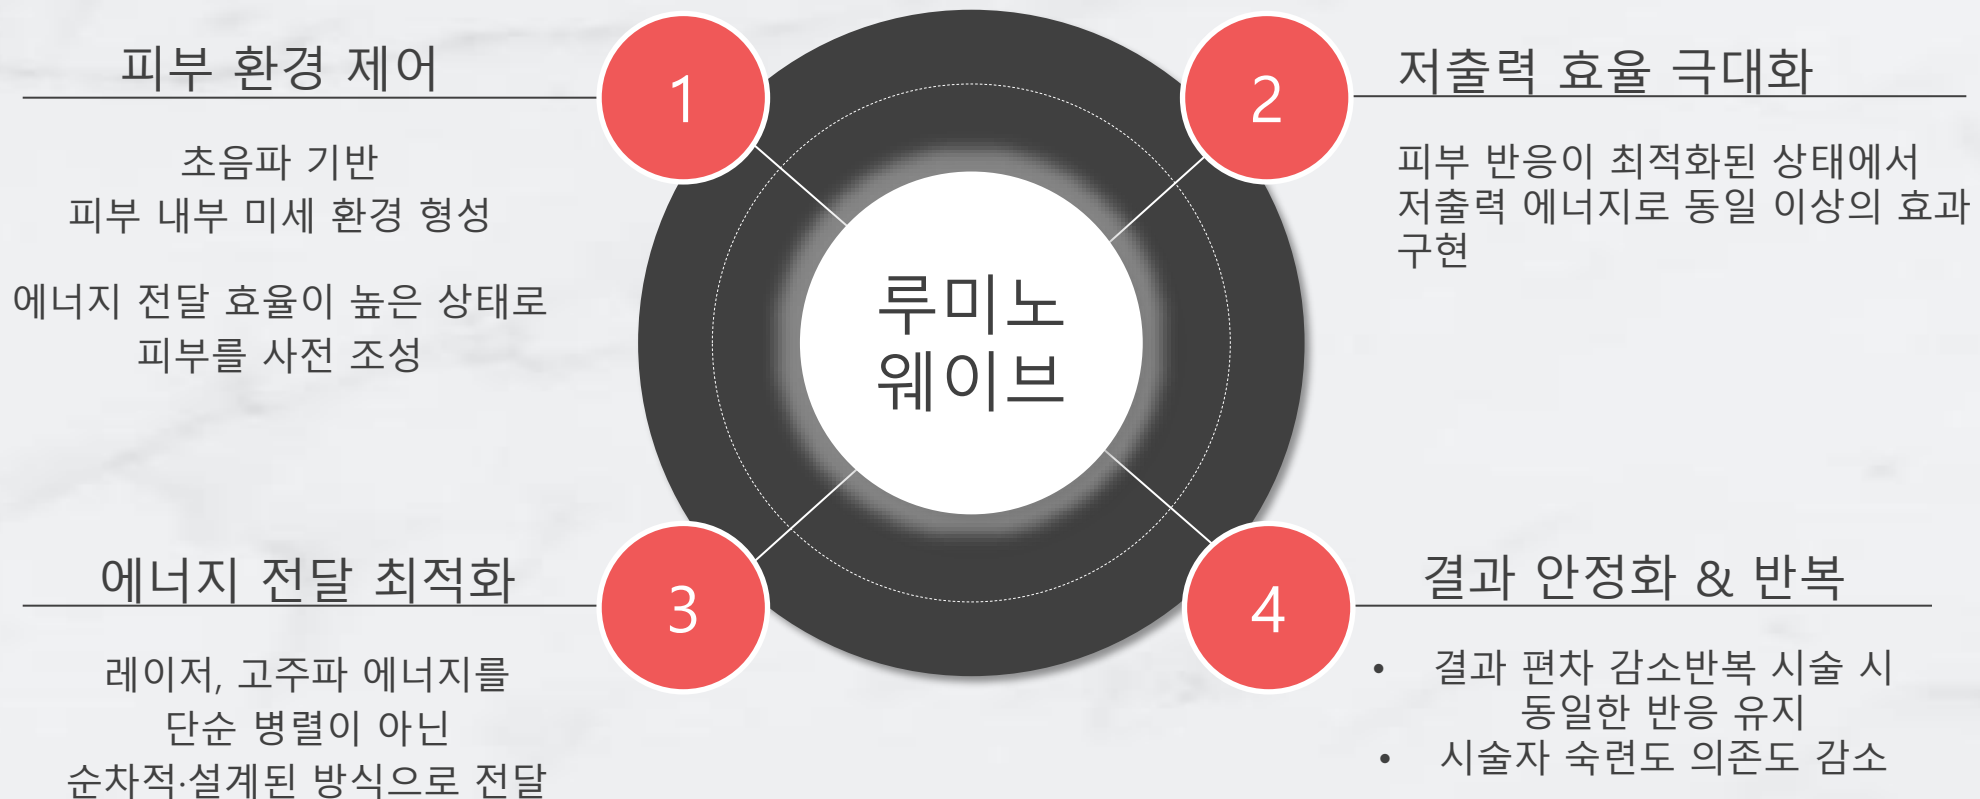 피부 환경 제어
1
초음파 기반
피부 내부 미세 환경 형성
에너지 전달 효율이 높은 상태로
피부를 사전 조성
2
저출력 효율 극대화
피부 반응이 최적화된 상태에서
저출력 에너지로 동일 이상의 효과
구현
루미노
웨이브
에너지 전달 최적화
3
레이저, 고주파 에너지를
단순 병렬이 아닌
순차적·설계된 방식으로 전달
4
결과 안정화 & 반복
• 결과 편차 감소반복 시술 시
동일한 반응 유지
• 시술자 숙련도 의존도 감소